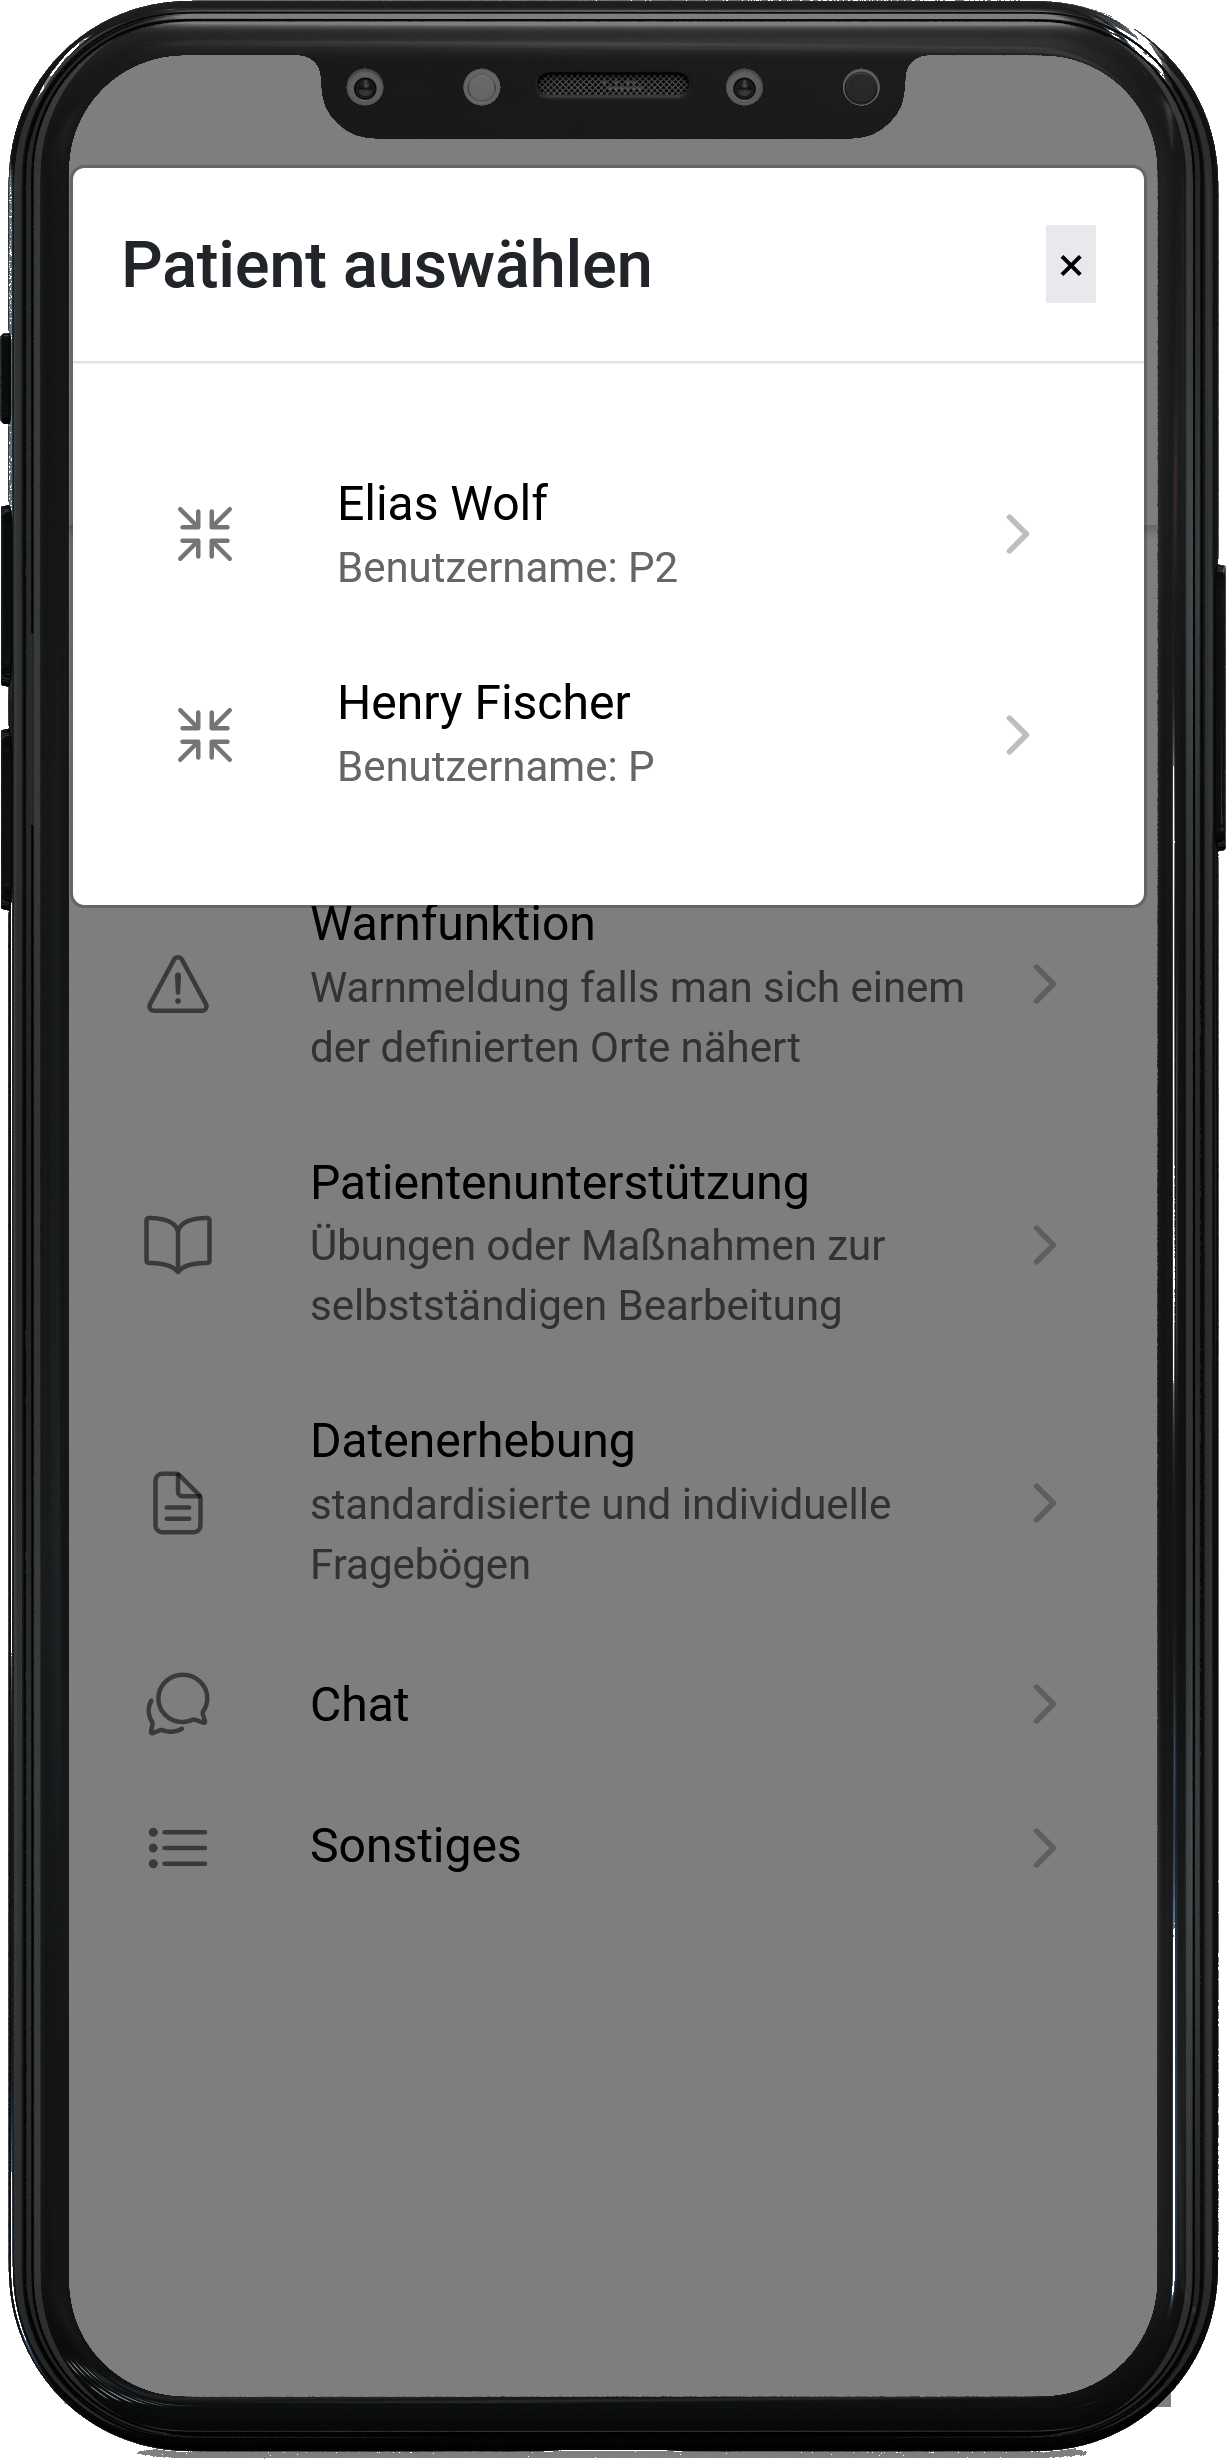 Patient auswählen
×
Elias Wolf
Benutzername: P2
Henry Fischer
Benutzername: P
Warnfunktion
Warnmeldung falls man sich einem
der definierten Orte nähert
Patientenunterstützung
Übungen oder Maßnahmen zur
selbstständigen Bearbeitung
Datenerhebung
standardisierte und individuelle
Fragebögen
Chat
Sonstiges